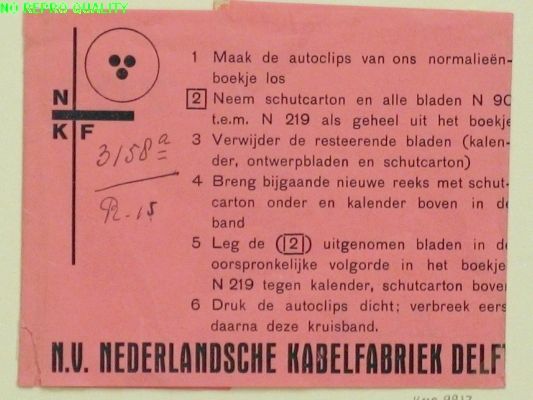 NO REPRO QUALITY
N
K F
3158a
R.15
1 Maak de autoclips van ons normalieën-
boekje los
2 Neem schutcarton en alle bladen N 90
t.e.m. N 219 als geheel uit het boekje
3 Verwijder de resteerende bladen (kalen-
der, ontwerpbladen en schutcarton)
4 Breng bijgaande nieuwe reeks met schut-
carton onder en kalender boven in de
band
5 Leg de (2) uitgenomen bladen in de
oorspronkelijke volgorde in het boekje
N 219 tegen kalender, schutcarton boven
6 Druk de autoclips dicht; verbreek eers
daarna deze kruisband.
N.V. NEDERLANDSCHE KABELFABRIEK DELFT